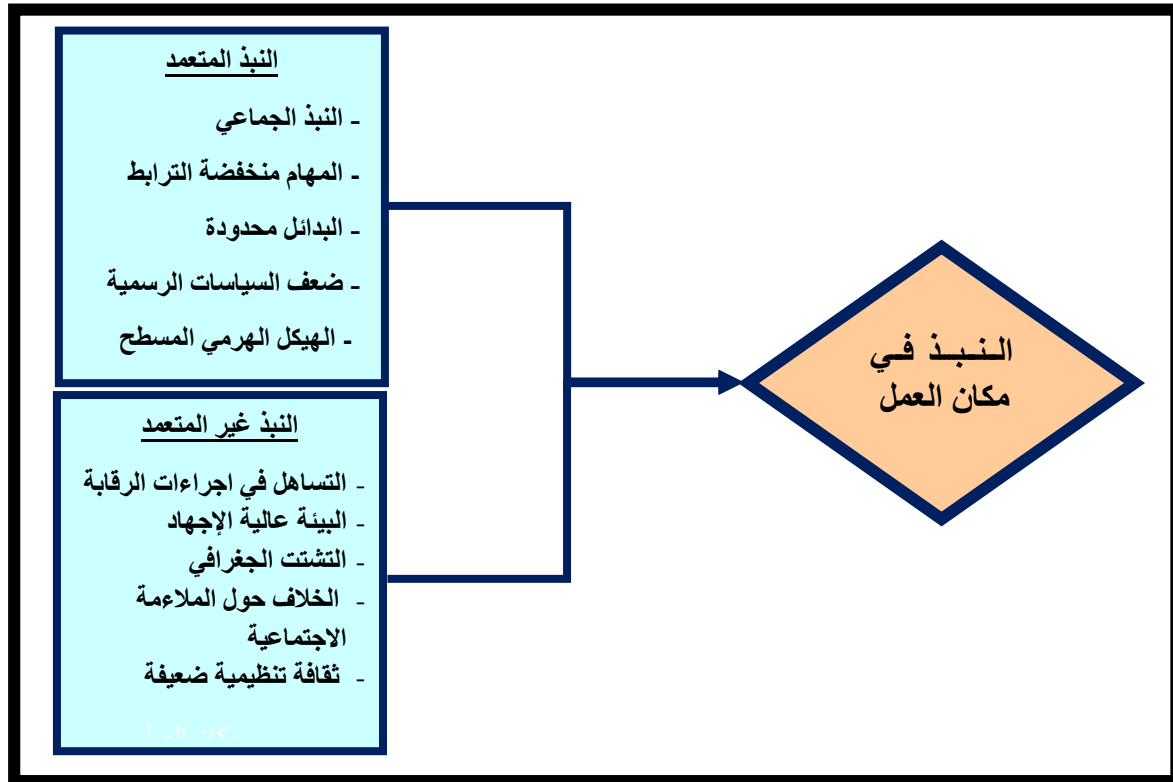 النبذ المتعمد
- النبذ الجماعي
- المهام منخفضة الترابط
- البدائل محدودة
- ضعف السياسات الرسمية
- الهيكل الهرمي المسطح
النبذ غير المتعمد
- التساهل في اجراءات الرقابة
- البيئة عالية الإجهاد
- التشتت الجغرافي
- الخلاف حول الملاءمة
الاجتماعية
- ثقافة تنظيمية ضعيفة
الـنـبـذ فـي
مكان العمل